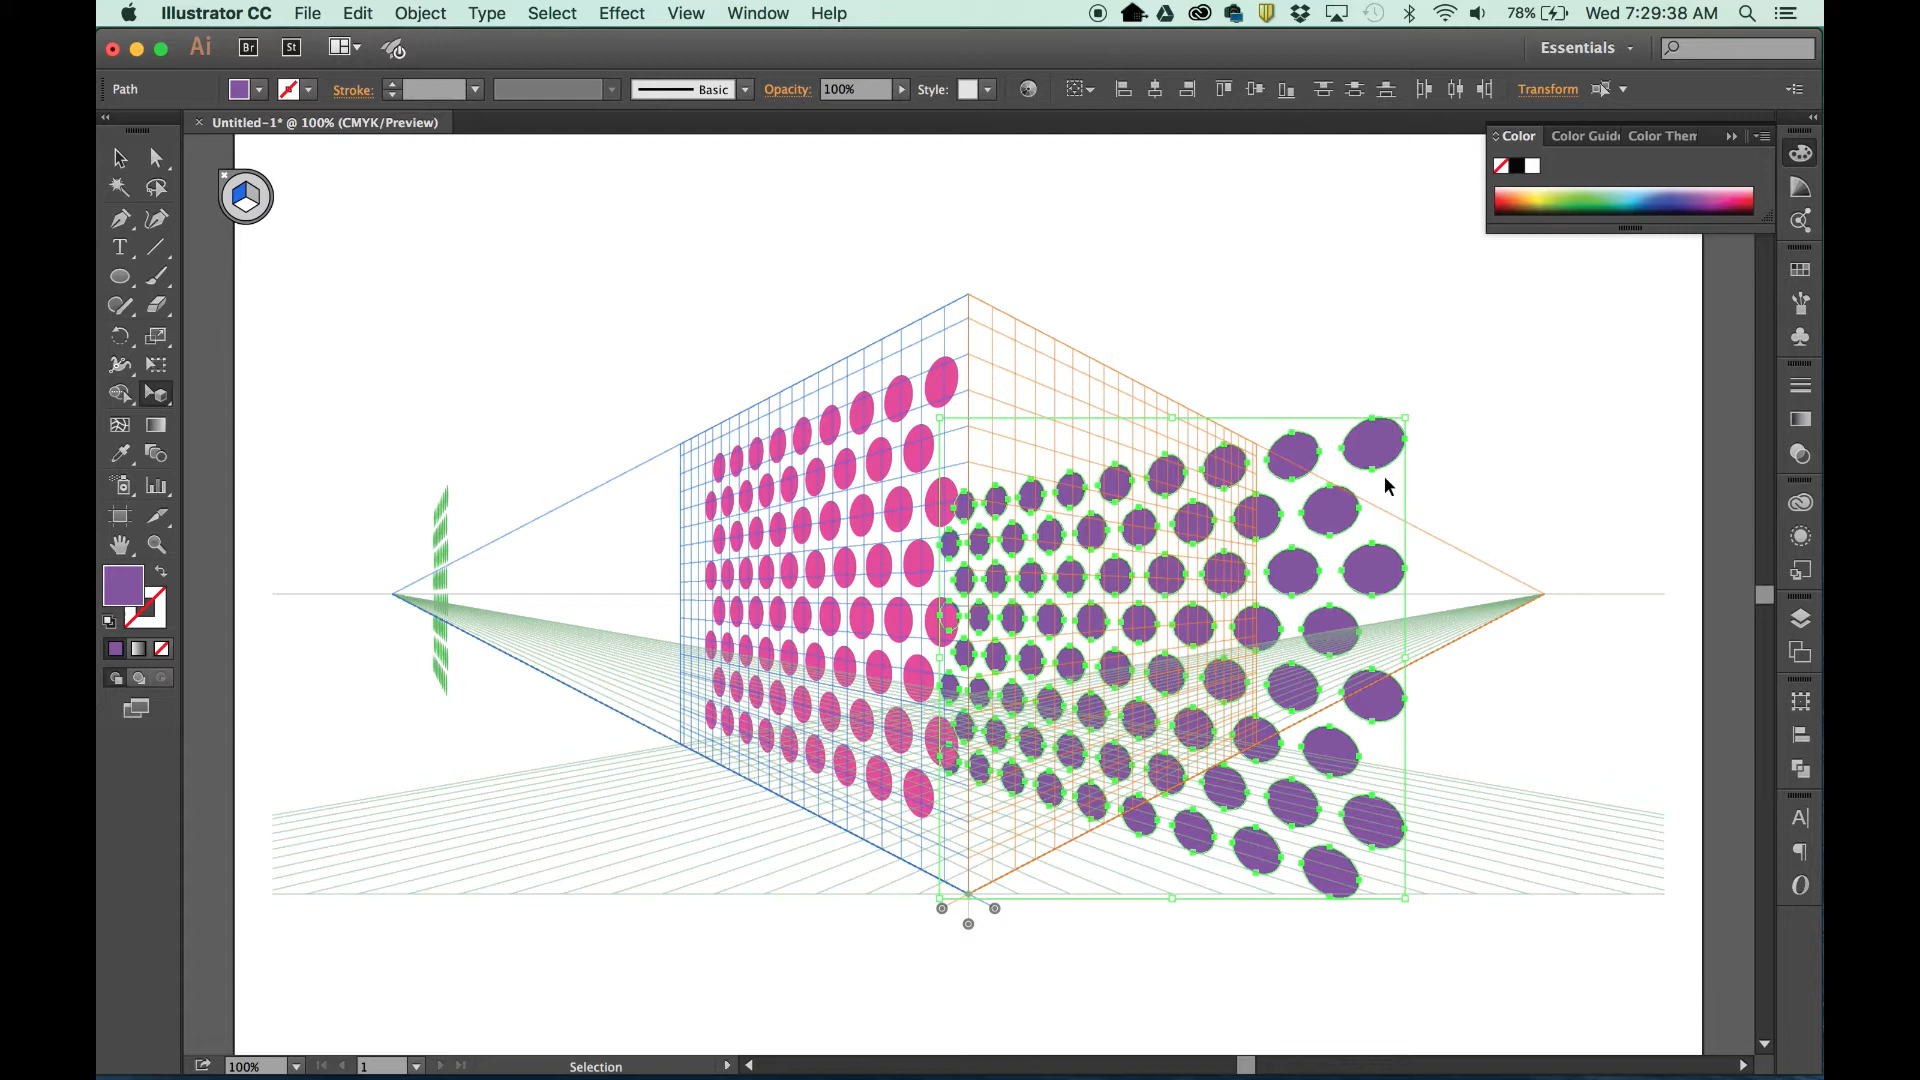 Illustrator CC File Edit Object Type Select Effect View Window Help 78% Wed 7:29:38 AM
Ai Br St Essentials
Path Stroke: Basic Opacity: 100% Style: Transform
× Untitled-1* @ 100% (CMYK/Preview)
Color Color Guid Color Them
T
A
O
100% 1 Selection